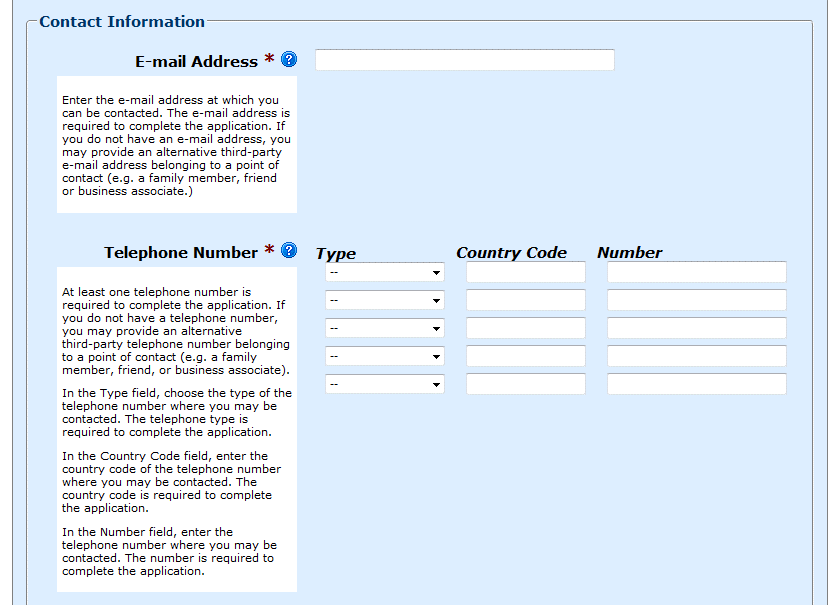 Contact Information
E-mail Address * ?
Enter the e-mail address at which you
can be contacted. The e-mail address is
required to complete the application. If
you do not have an e-mail address, you
may provide an alternative third-party
e-mail address belonging to a point of
contact (e.g. a family member, friend
or business associate.)
Telephone Number * ? Type Country Code Number
--
--
--
--
--
At least one telephone number is
required to complete the application. If
you do not have a telephone number,
you may provide an alternative
third-party telephone number belonging
to a point of contact (e.g. a family
member, friend, or business associate).
In the Type field, choose the type of the
telephone number where you may be
contacted. The telephone type is
required to complete the application.
In the Country Code field, enter the
country code of the telephone number
where you may be contacted. The
country code is required to complete
the application.
In the Number field, enter the
telephone number where you may be
contacted. The number is required to
complete the application.